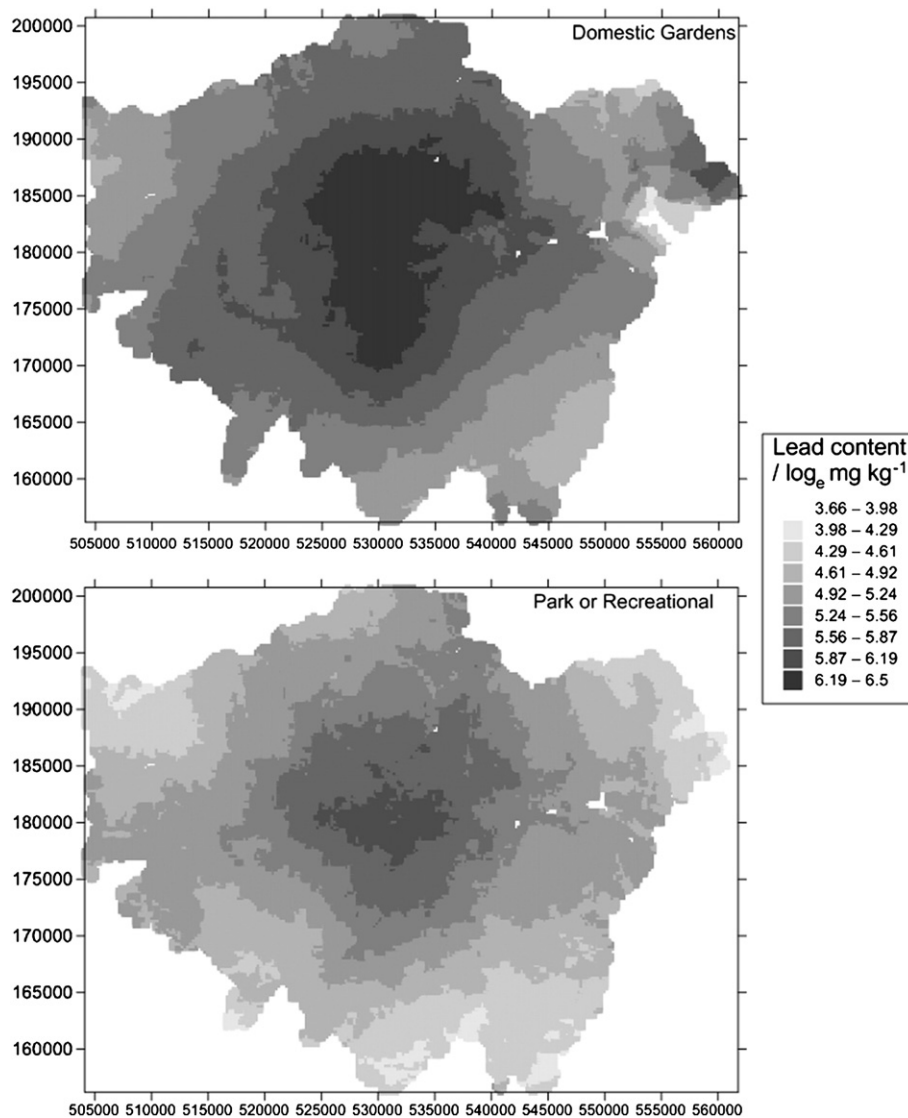 Domestic Gardens
200000
195000
190000
185000
180000
175000
170000
165000
160000
505000 510000 515000 520000 525000 530000 535000 540000 545000 550000 555000 560000
Lead content
/ logₑ mg kg⁻¹
3.66 – 3.98
3.98 – 4.29
4.29 – 4.61
4.61 – 4.92
4.92 – 5.24
5.24 – 5.56
5.56 – 5.87
5.87 – 6.19
6.19 – 6.5
Park or Recreational
200000
195000
190000
185000
180000
175000
170000
165000
160000
505000 510000 515000 520000 525000 530000 535000 540000 545000 550000 555000 560000